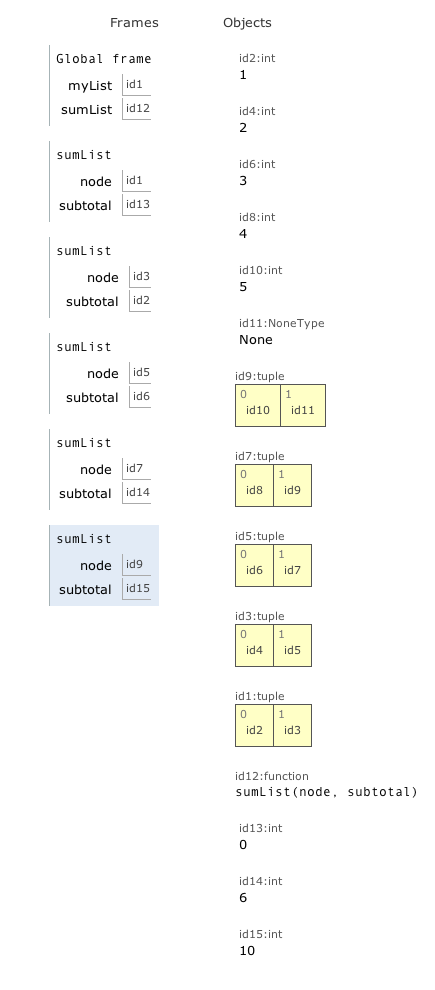 Frames
Global frame
myList id1
sumList id12
sumList
node id1
subtotal id13
sumList
node id3
subtotal id2
sumList
node id5
subtotal id6
sumList
node id7
subtotal id14
sumList
node id9
subtotal id15
Objects
id2:int
1
id4:int
2
id6:int
3
id8:int
4
id10:int
5
id11:NoneType
None
id9:tuple
0 1
id10 id11
id7:tuple
0 1
id8 id9
id5:tuple
0 1
id6 id7
id3:tuple
0 1
id4 id5
id1:tuple
0 1
id2 id3
id12:function
sumList(node, subtotal)
id13:int
0
id14:int
6
id15:int
10